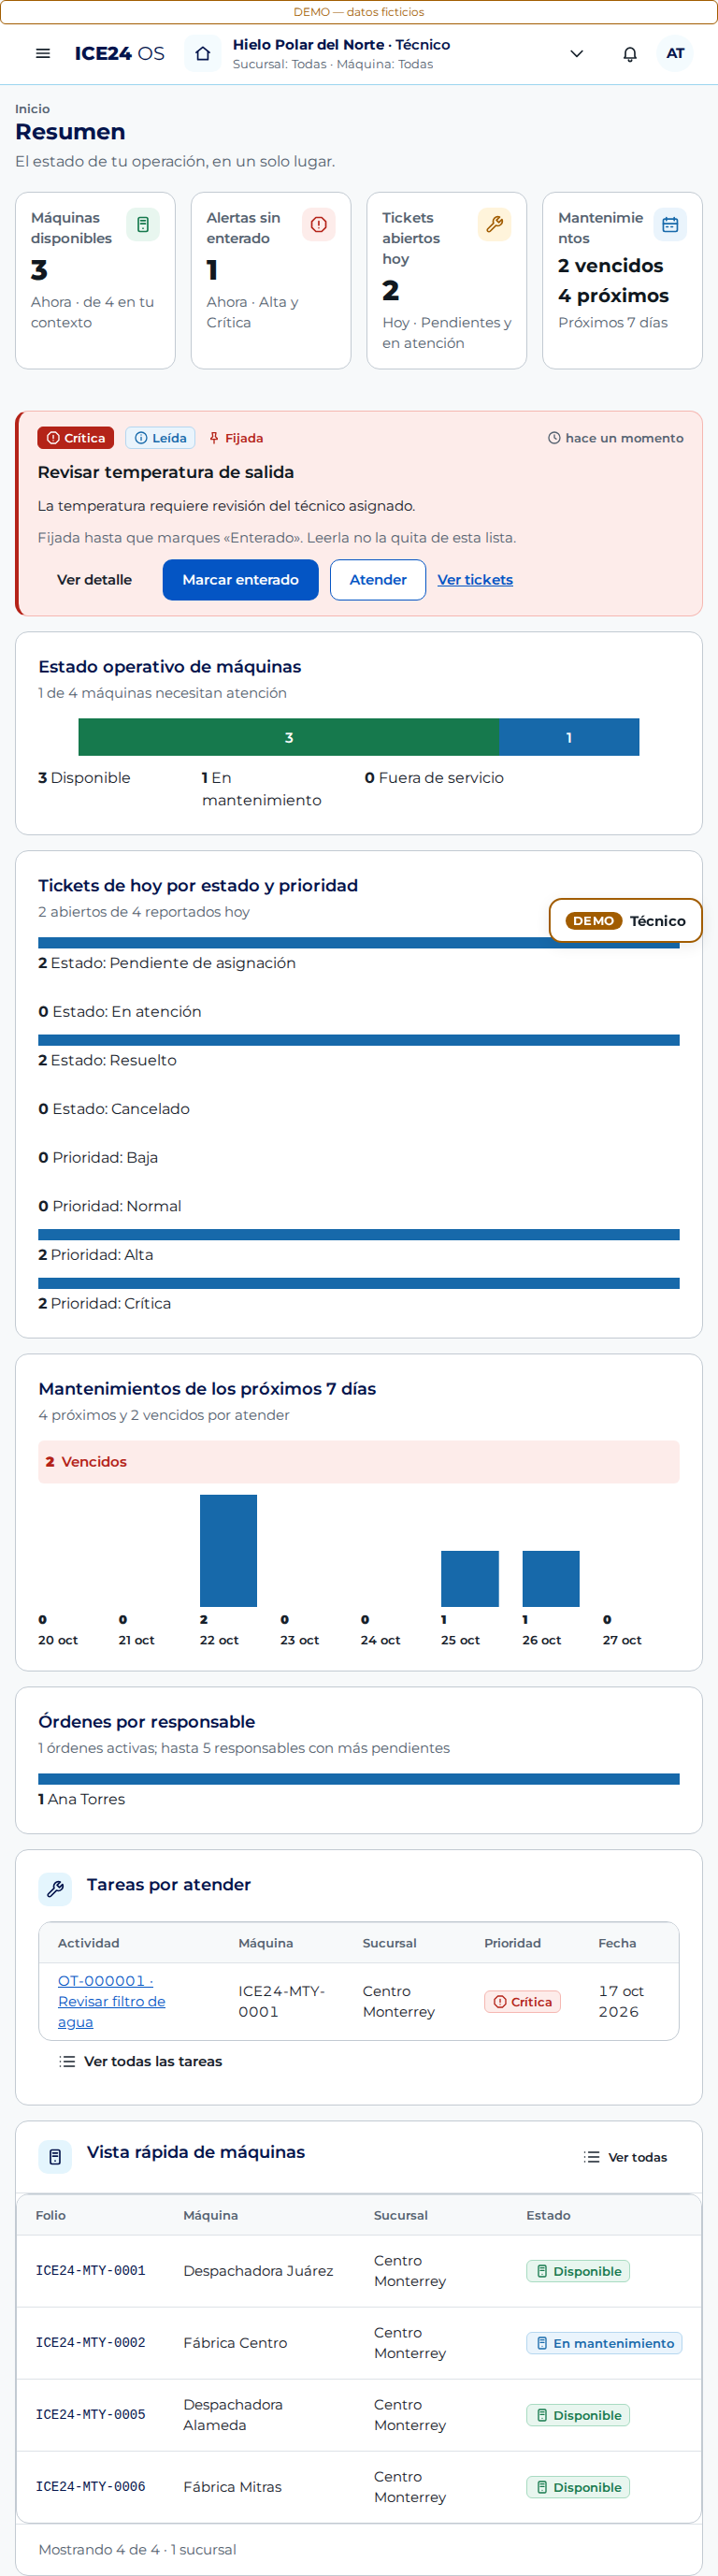 DEMO — datos ficticios
ICE24 OS
Hielo Polar del Norte · Técnico
Sucursal: Todas · Máquina: Todas
AT
Inicio
Resumen
El estado de tu operación, en un solo lugar.
Máquinas
disponibles
3
Ahora · de 4 en tu
contexto
Alertas sin
enterado
1
Ahora · Alta y
Crítica
Tickets
abiertos
hoy
2
Hoy · Pendientes y
en atención
Mantenimie
ntos
2 vencidos
4 próximos
Próximos 7 días
Crítica Leída Fijada hace un momento
Revisar temperatura de salida
La temperatura requiere revisión del técnico asignado.
Fijada hasta que marques «Enterado». Leerla no la quita de esta lista.
Ver detalle Marcar enterado Atender Ver tickets
Estado operativo de máquinas
1 de 4 máquinas necesitan atención
3 1
3 Disponible
1 En
mantenimiento
0 Fuera de servicio
Tickets de hoy por estado y prioridad
2 abiertos de 4 reportados hoy
DEMO Técnico
2 Estado: Pendiente de asignación
0 Estado: En atención
2 Estado: Resuelto
0 Estado: Cancelado
0 Prioridad: Baja
0 Prioridad: Normal
2 Prioridad: Alta
2 Prioridad: Crítica
Mantenimientos de los próximos 7 días
4 próximos y 2 vencidos por atender
2 Vencidos
0 0 2 0 0 1 1 0
20 oct 21 oct 22 oct 23 oct 24 oct 25 oct 26 oct 27 oct
Órdenes por responsable
1 órdenes activas; hasta 5 responsables con más pendientes
1 Ana Torres
Tareas por atender
Actividad Máquina Sucursal Prioridad Fecha
OT-000001 ·
Revisar filtro de
agua
ICE24-MTY-
0001
Centro
Monterrey
Crítica
17 oct
2026
Ver todas las tareas
Vista rápida de máquinas
Ver todas
Folio Máquina Sucursal Estado
ICE24-MTY-0001 Despachadora Juárez
Centro
Monterrey
Disponible
ICE24-MTY-0002 Fábrica Centro
Centro
Monterrey
En mantenimiento
ICE24-MTY-0005
Despachadora
Alameda
Centro
Monterrey
Disponible
ICE24-MTY-0006 Fábrica Mitras
Centro
Monterrey
Disponible
Mostrando 4 de 4 · 1 sucursal